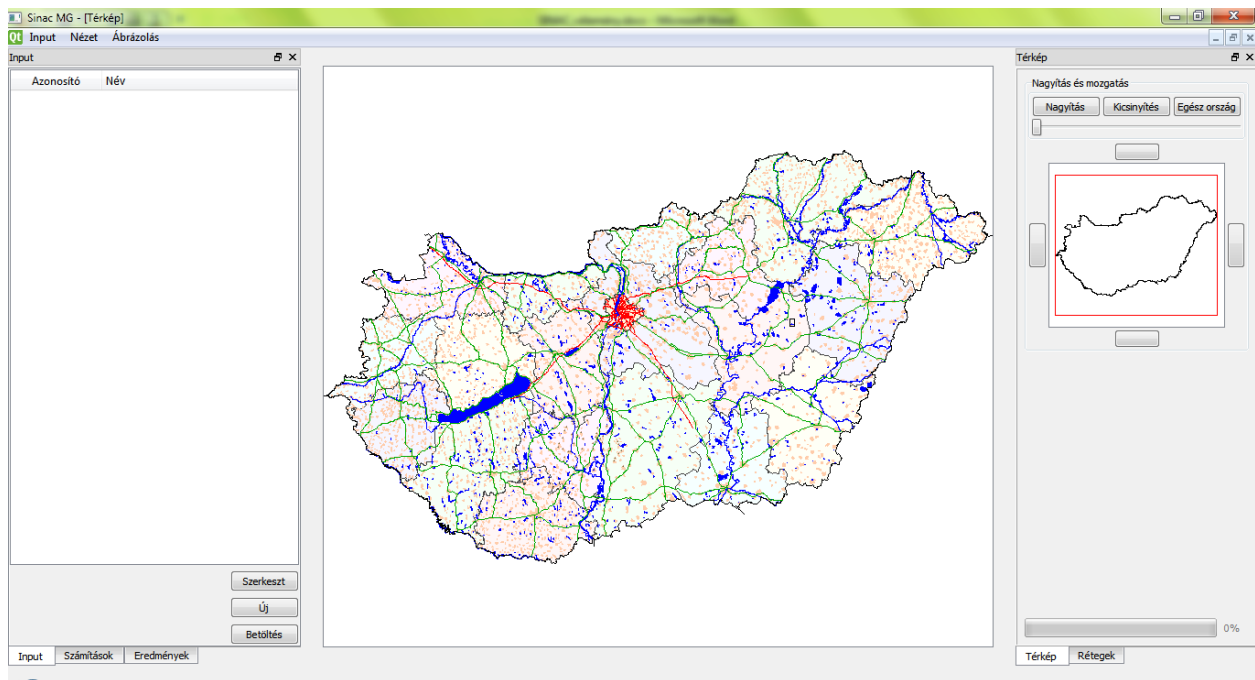 Sinac MG - [Térkép]
Input Nézet Ábrázolás
Input
Azonosító Név
Szerkeszt
Új
Betöltés
Input Számítások Eredmények
Térkép
Nagyítás és mozgatás
Nagyítás Kicsinyítés Egész ország
0%
Térkép Rétegek